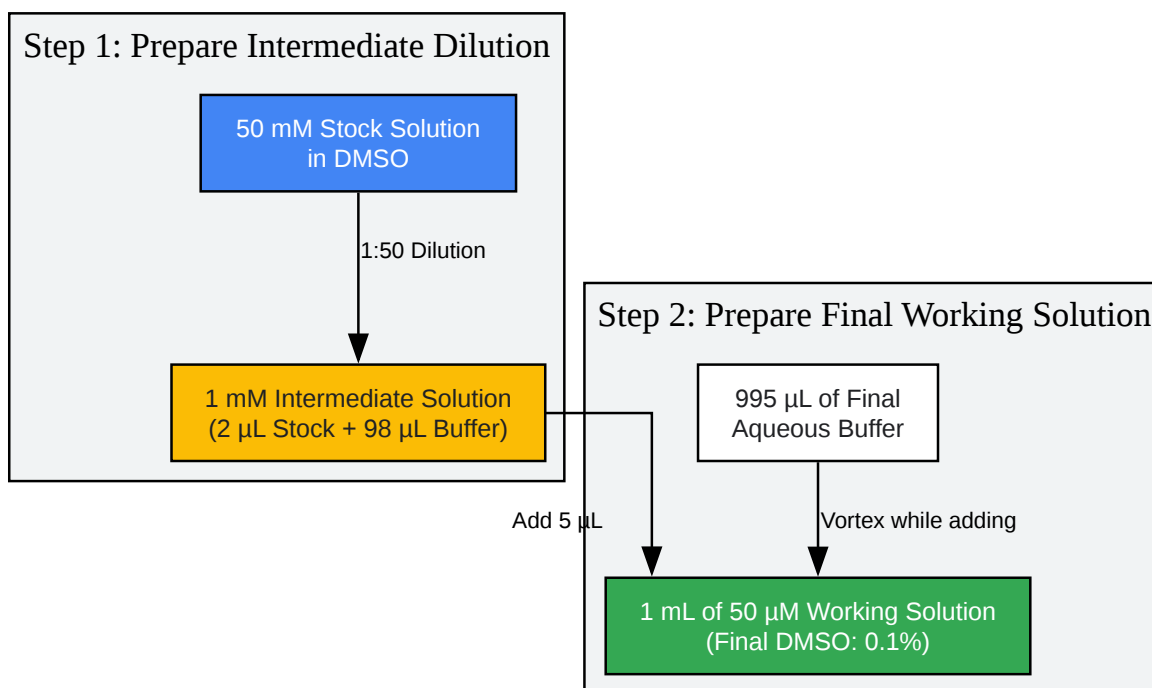 Step 1: Prepare Intermediate Dilution
50 mM Stock Solution
in DMSO
1:50 Dilution
1 mM Intermediate Solution
(2 µL Stock + 98 µL Buffer)
Step 2: Prepare Final Working Solution
995 µL of Final
Aqueous Buffer
Add 5 µL
Vortex while adding
1 mL of 50 µM Working Solution
(Final DMSO: 0.1%)